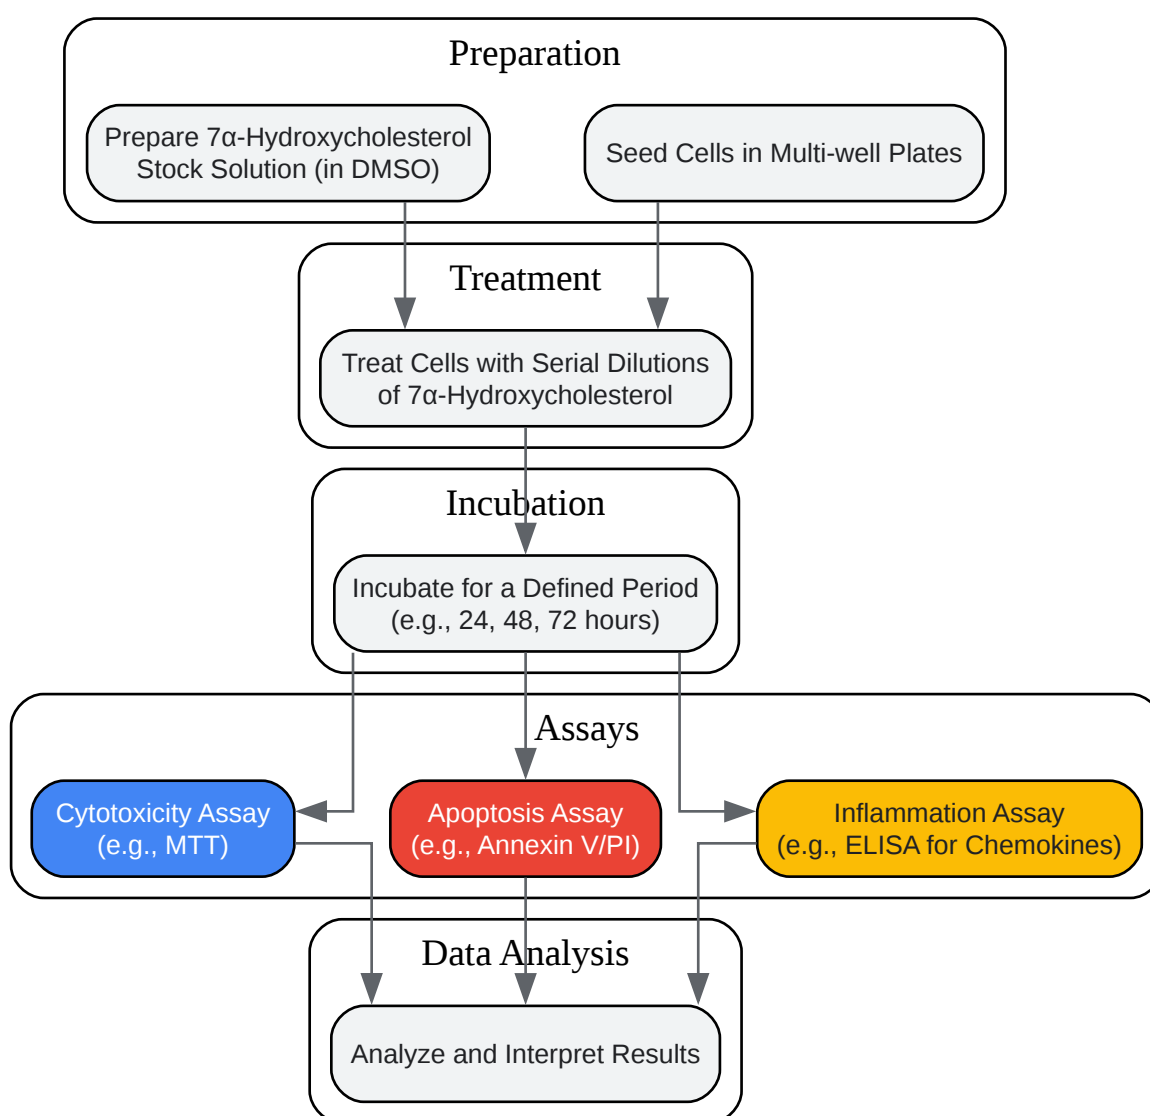 Preparation
Prepare 7α-Hydroxycholesterol
Stock Solution (in DMSO)
Seed Cells in Multi-well Plates
Treatment
Treat Cells with Serial Dilutions
of 7α-Hydroxycholesterol
Incubation
Incubate for a Defined Period
(e.g., 24, 48, 72 hours)
Assays
Cytotoxicity Assay
(e.g., MTT)
Apoptosis Assay
(e.g., Annexin V/PI)
Inflammation Assay
(e.g., ELISA for Chemokines)
Data Analysis
Analyze and Interpret Results